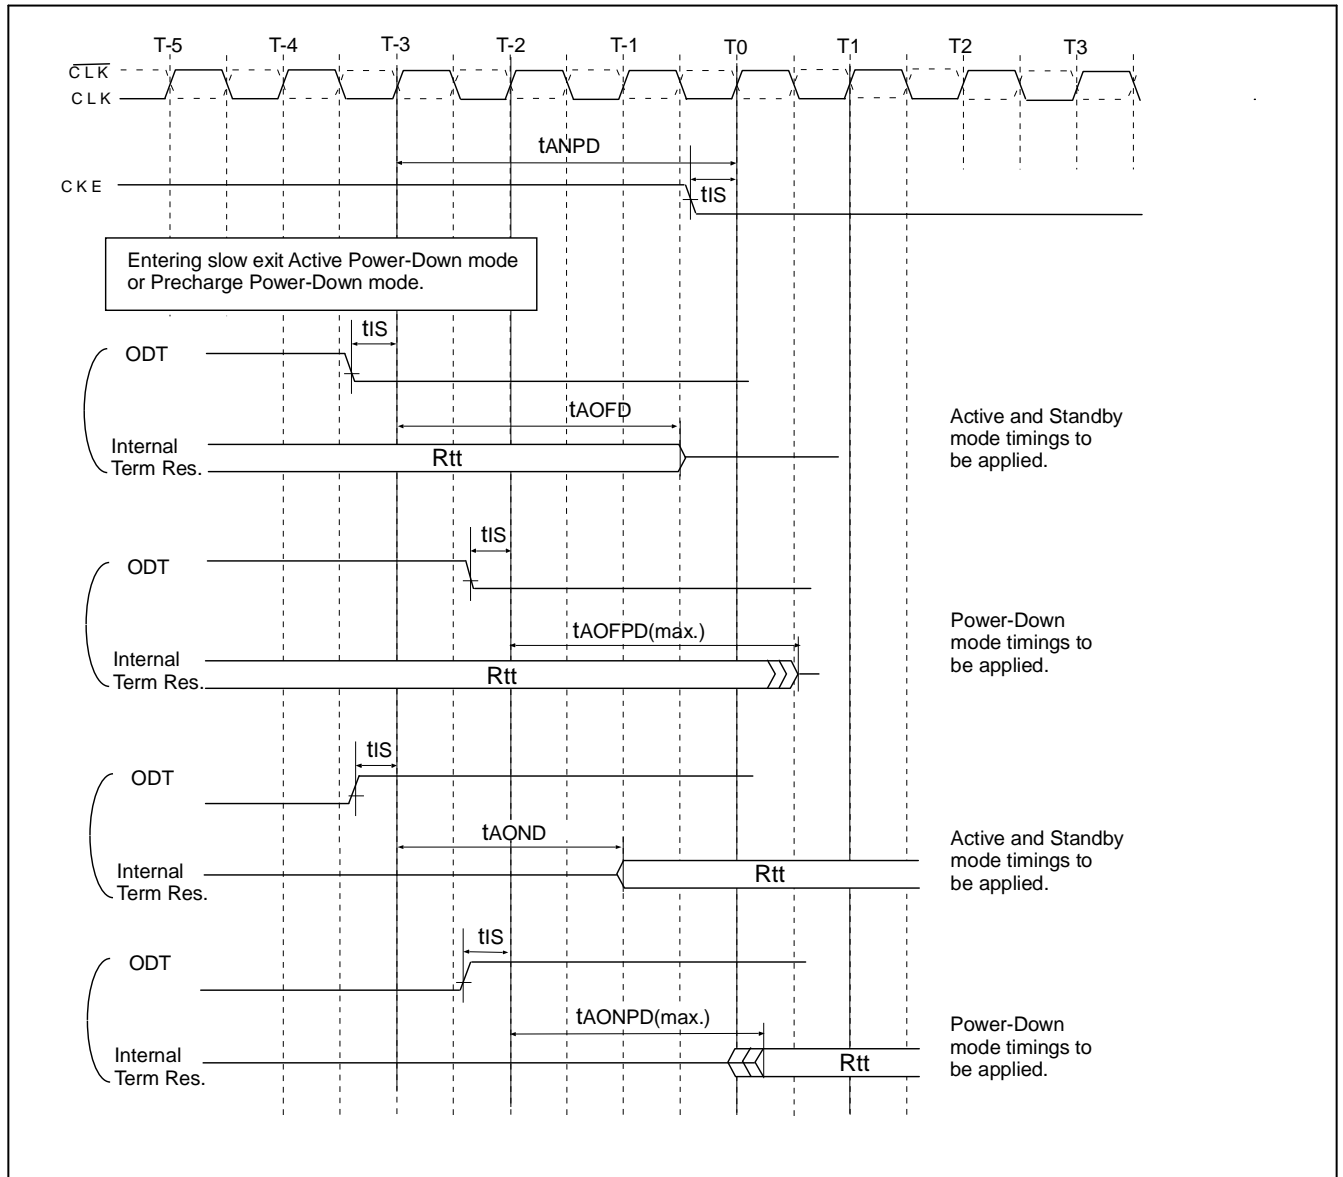 T-5 T-4 T-3 T-2 T-1 T0 T1 T2 T3
CLK
CLK
tANPD
CKE
tIS
Entering slow exit Active Power-Down mode
or Precharge Power-Down mode.
tIS
ODT
tAOFD
Active and Standby
mode timings to
be applied.
Internal
Term Res.
Rtt
tIS
ODT
tAOFPD(max.)
Power-Down
mode timings to
be applied.
Internal
Term Res.
Rtt
tIS
ODT
tAOND
Active and Standby
mode timings to
be applied.
Internal
Term Res.
Rtt
tIS
ODT
tAONPD(max.)
Power-Down
mode timings to
be applied.
Internal
Term Res.
Rtt